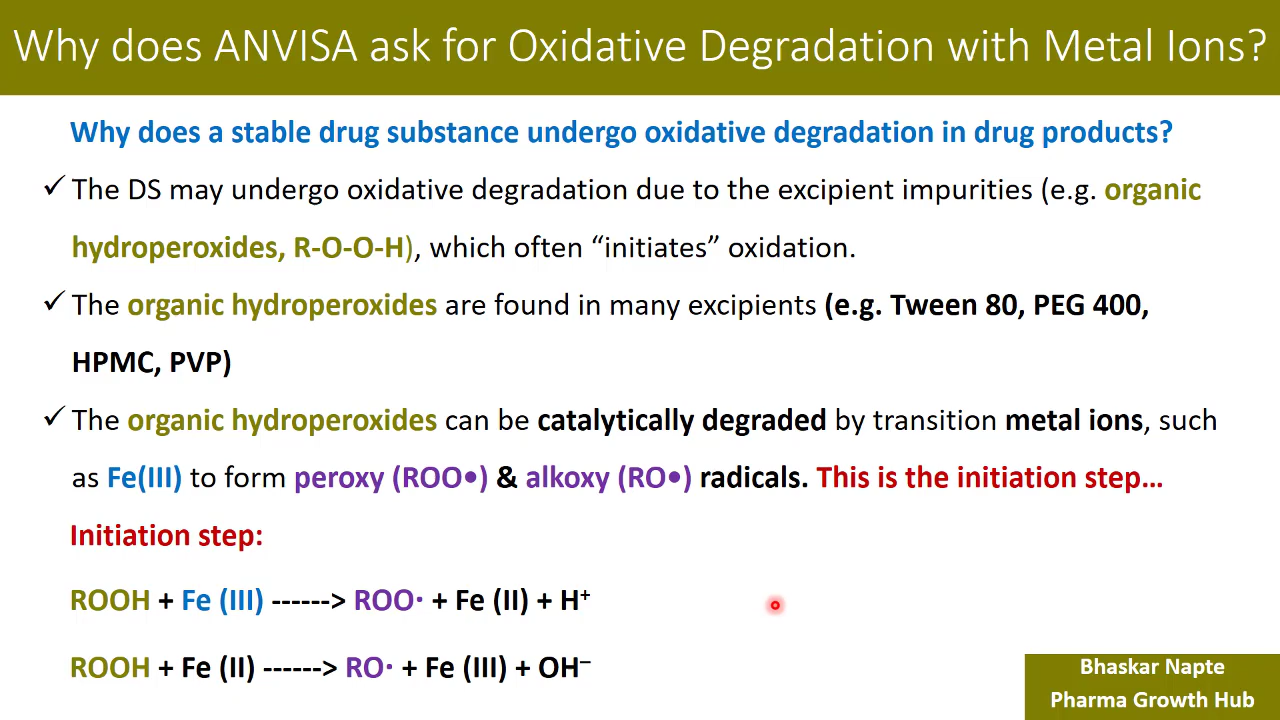 Why does ANVISA ask for Oxidative Degradation with Metal Ions?
Why does a stable drug substance undergo oxidative degradation in drug products?
✓ The DS may undergo oxidative degradation due to the excipient impurities (e.g. organic
hydroperoxides, R-O-O-H), which often “initiates” oxidation.
✓ The organic hydroperoxides are found in many excipients (e.g. Tween 80, PEG 400,
HPMC, PVP)
✓ The organic hydroperoxides can be catalytically degraded by transition metal ions, such
as Fe(III) to form peroxy (ROO•) & alkoxy (RO•) radicals. This is the initiation step…
Initiation step:
ROOH + Fe (III) ------> ROO· + Fe (II) + H⁺
ROOH + Fe (II) ------> RO· + Fe (III) + OH⁻
Bhaskar Napte
Pharma Growth Hub